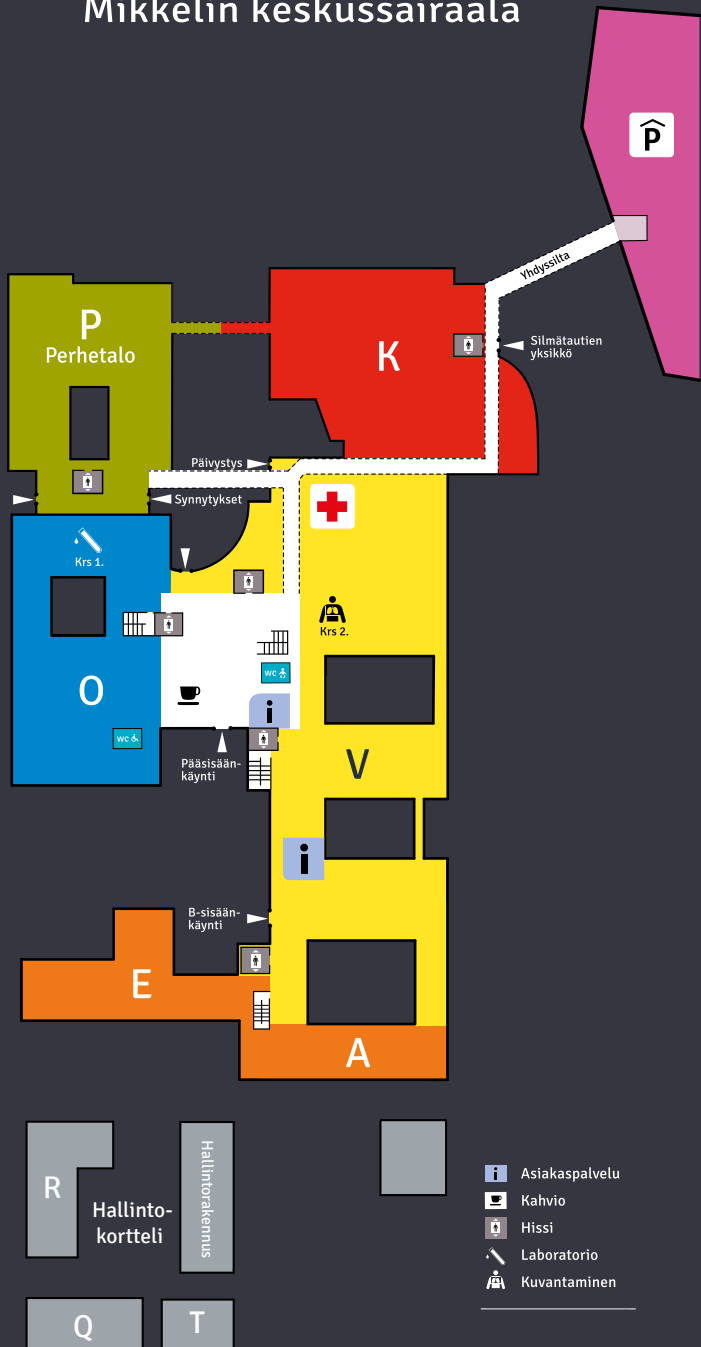 Mikkelin keskussairaala
P
Yhdyssilta
P
Perhetalo
K
Silmätautien
yksikkö
Päivystys
Synnytykset
Krs 1.
Krs 2.
O
wc
i
wc
Pääsisään-
käynti
V
i
B-sisään-
käynti
E
A
R
Hallinto-
kortteli
Hallintorakennus
Q
T
i Asiakaspalvelu
Kahvio
Hissi
Laboratorio
Kuvantaminen